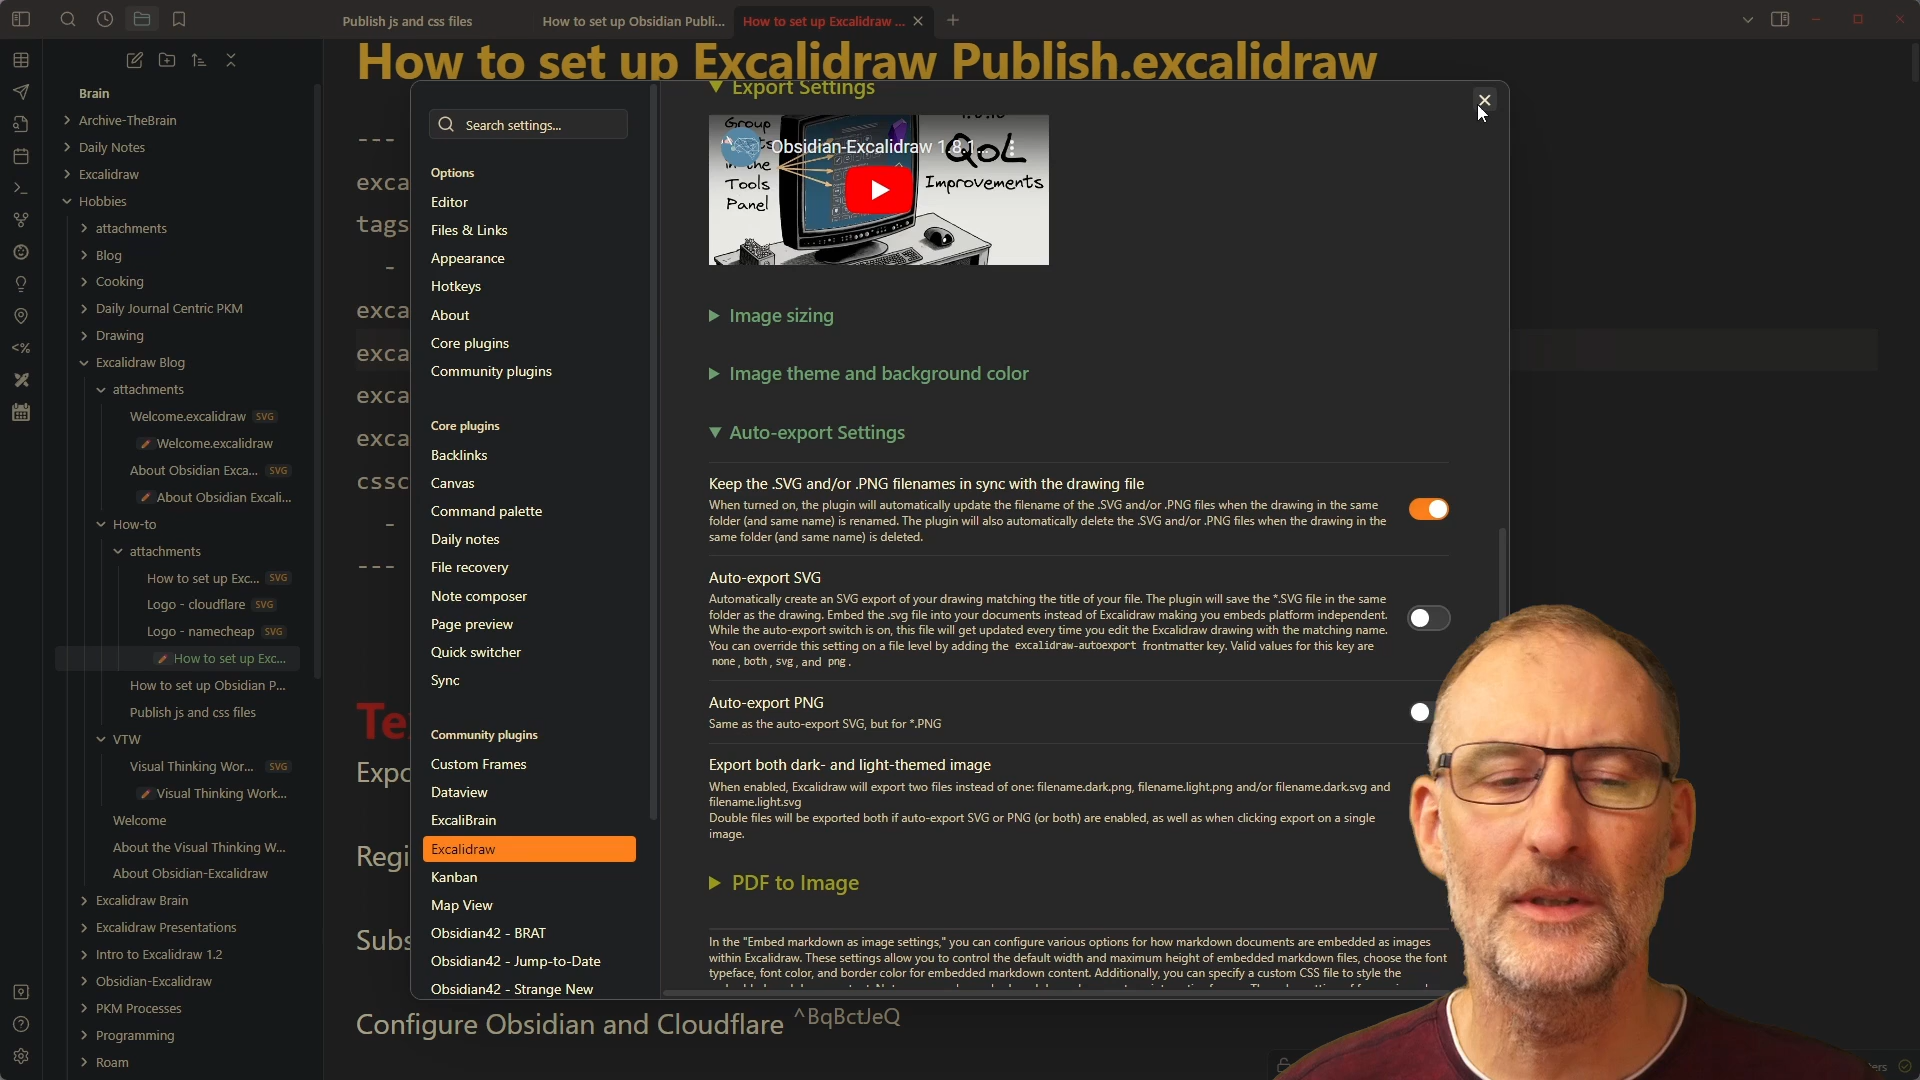 Publish js and css files
How to set up Obsidian Publi...
How to set up Excalidraw ...
How to set up Excalidraw Publish.excalidraw
Brain
Archive-TheBrain
Daily Notes
Excalidraw
Hobbies
attachments
Blog
Cooking
Daily Journal Centric PKM
Drawing
Excalidraw Blog
attachments
Welcome.excalidraw SVG
Welcome.excalidraw
About Obsidian Exca... SVG
About Obsidian Excali...
How-to
attachments
How to set up Exc... SVG
Logo - cloudflare SVG
Logo - namecheap SVG
How to set up Exc...
How to set up Obsidian P...
Publish js and css files
VTW
Visual Thinking Wor... SVG
Visual Thinking Work...
Welcome
About the Visual Thinking W...
About Obsidian-Excalidraw
Excalidraw Brain
Excalidraw Presentations
Intro to Excalidraw 1.2
Obsidian-Excalidraw
PKM Processes
Programming
Roam
---
exca
tags
-
exca
exca
exca
exca
cssc
-
---
Te
Expo
Regi
Subs
Configure Obsidian and Cloudflare ^BqBctJeQ
Search settings...
Options
Editor
Files & Links
Appearance
Hotkeys
About
Core plugins
Community plugins
Core plugins
Backlinks
Canvas
Command palette
Daily notes
File recovery
Note composer
Page preview
Quick switcher
Sync
Community plugins
Custom Frames
Dataview
ExcaliBrain
Excalidraw
Kanban
Map View
Obsidian42 - BRAT
Obsidian42 - Jump-to-Date
Obsidian42 - Strange New
Export Settings
Obsidian-Excalidraw 1.8.1...
Group
in the
Tools
Panel
QoL
Improvements
Image sizing
Image theme and background color
Auto-export Settings
Keep the .SVG and/or .PNG filenames in sync with the drawing file
When turned on, the plugin will automatically update the filename of the .SVG and/or .PNG files when the drawing in the same
folder (and same name) is renamed. The plugin will also automatically delete the .SVG and/or .PNG files when the drawing in the
same folder (and same name) is deleted.
Auto-export SVG
Automatically create an SVG export of your drawing matching the title of your file. The plugin will save the *.SVG file in the same
folder as the drawing. Embed the .svg file into your documents instead of Excalidraw making you embeds platform independent.
While the auto-export switch is on, this file will get updated every time you edit the Excalidraw drawing with the matching name.
You can override this setting on a file level by adding the excalidraw-autoexport frontmatter key. Valid values for this key are
none, both, svg, and png.
Auto-export PNG
Same as the auto-export SVG, but for *.PNG
Export both dark- and light-themed image
When enabled, Excalidraw will export two files instead of one: filename.dark.png, filename.light.png and/or filename.dark.svg and
filename.light.svg
Double files will be exported both if auto-export SVG or PNG (or both) are enabled, as well as when clicking export on a single
image.
PDF to Image
In the "Embed markdown as image settings," you can configure various options for how markdown documents are embedded as images
within Excalidraw. These settings allow you to control the default width and maximum height of embedded markdown files, choose the font
typeface, font color, and border color for embedded markdown content. Additionally, you can specify a custom CSS file to style the